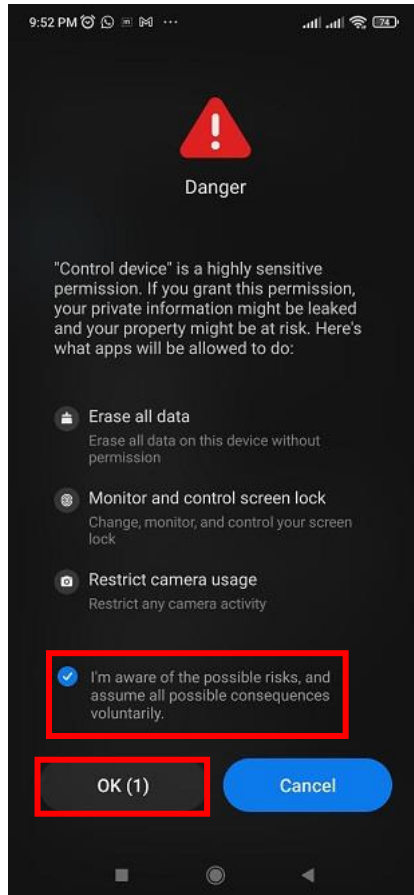 9:52 PM
74
Danger
"Control device" is a highly sensitive
permission. If you grant this permission,
your private information might be leaked
and your property might be at risk. Here's
what apps will be allowed to do:
Erase all data
Erase all data on this device without
permission
Monitor and control screen lock
Change, monitor, and control your screen
lock
Restrict camera usage
Restrict any camera activity
I'm aware of the possible risks, and
assume all possible consequences
voluntarily.
OK (1)
Cancel